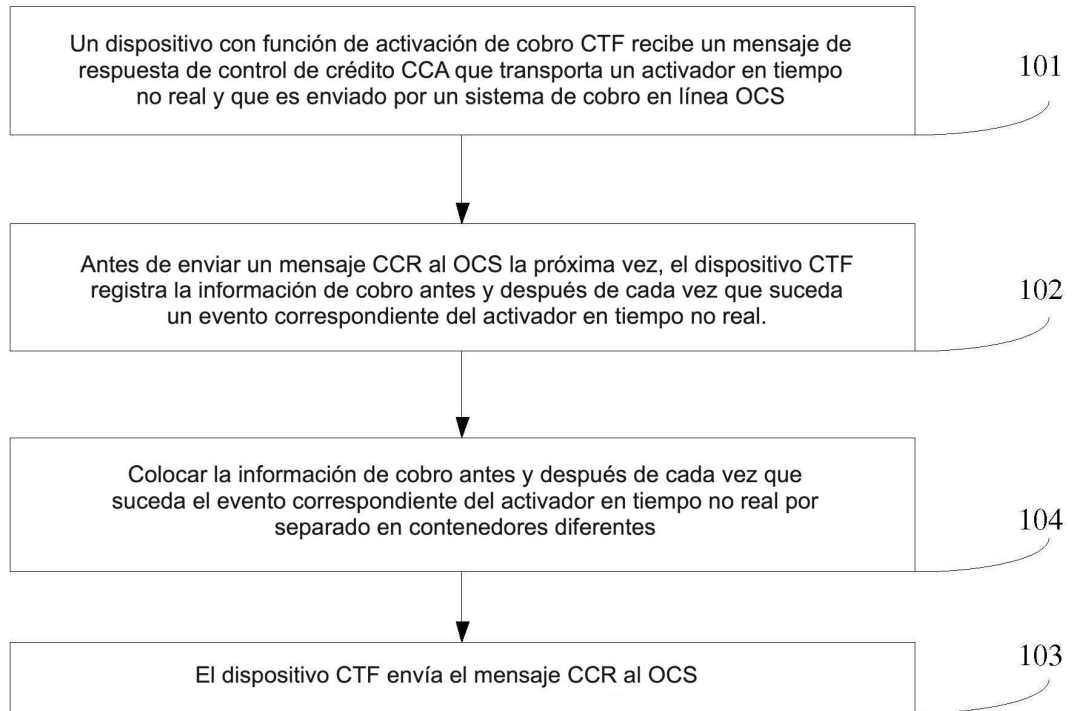 Un dispositivo con función de activación de cobro CTF recibe un mensaje de
respuesta de control de crédito CCA que transporta un activador en tiempo
no real y que es enviado por un sistema de cobro en línea OCS
101
Antes de enviar un mensaje CCR al OCS la próxima vez, el dispositivo CTF
registra la información de cobro antes y después de cada vez que suceda
un evento correspondiente del activador en tiempo no real.
102
Colocar la información de cobro antes y después de cada vez que
suceda el evento correspondiente del activador en tiempo no real por
separado en contenedores diferentes
104
El dispositivo CTF envía el mensaje CCR al OCS
103